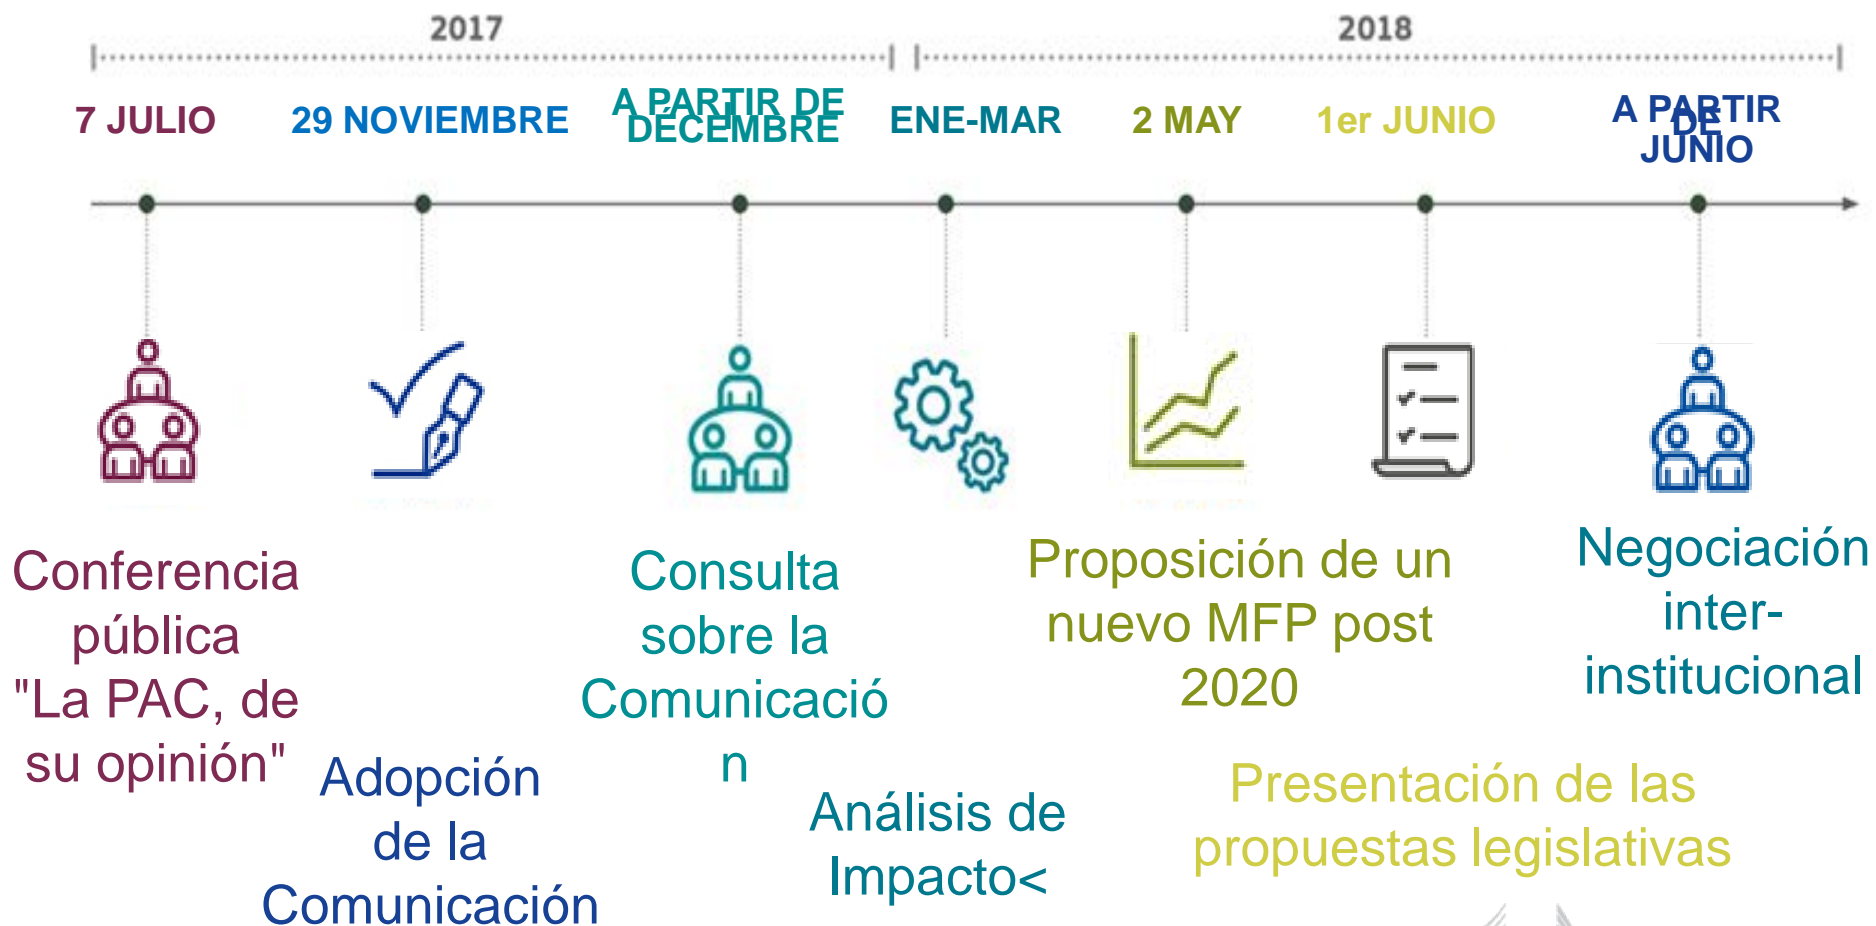 2017
2018
7 JULIO
29 NOVIEMBRE
A PARTIR DE
DÉCEMBRE
ENE-MAR
2 MAY
1er JUNIO
A PARTIR
DE
JUNIO
Conferencia
pública
"La PAC, de
su opinión"
Adopción
de la
Comunicación
Consulta
sobre la
Comunicació
n
Análisis de
Impacto<
Proposición de un
nuevo MFP post
2020
Presentación de las
propuestas legislativas
Negociación
inter-
institucional